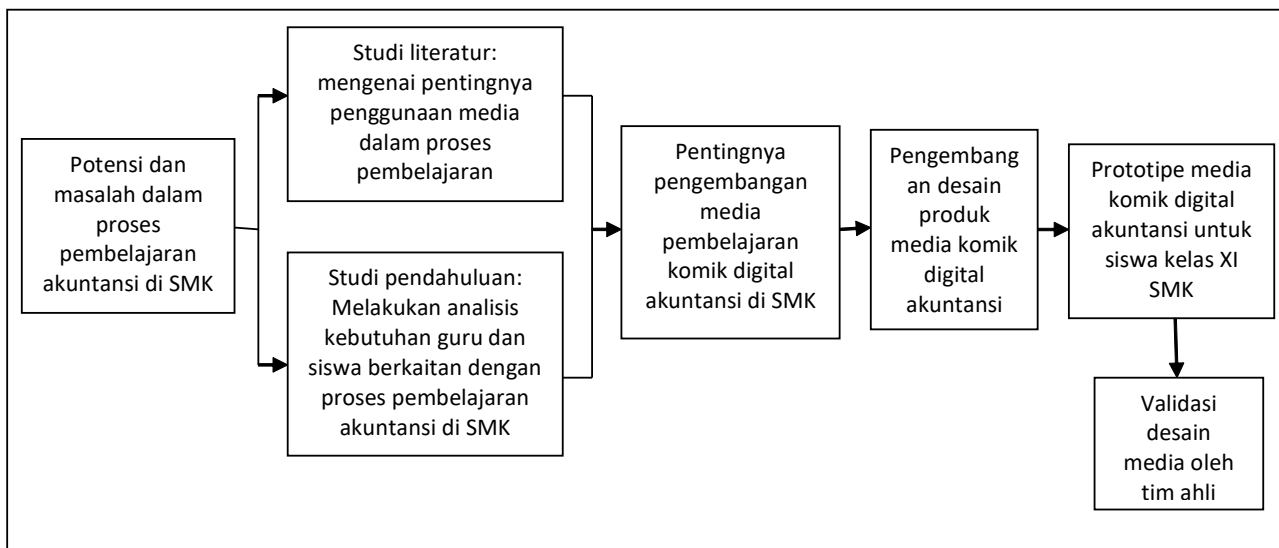 Potensi dan
masalah dalam
proses
pembelajaran
akuntansi di SMK
Studi literatur:
mengenai pentingnya
penggunaan media
dalam proses
pembelajaran
Studi pendahuluan:
Melakukan analisis
kebutuhan guru dan
siswa berkaitan dengan
proses pembelajaran
akuntansi di SMK
Pentingnya
pengembangan
media
pembelajaran
komik digital
akuntansi di SMK
Pengembang
an desain
produk
media komik
digital
akuntansi
Prototipe media
komik digital
akuntansi untuk
siswa kelas XI
SMK
Validasi
desain
media oleh
tim ahli